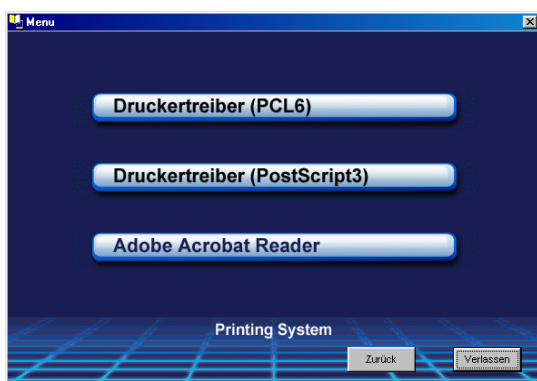 Menu
Druckertreiber (PCL6)
Druckertreiber (PostScript3)
Adobe Acrobat Reader
Printing System
Zurück
Verlassen